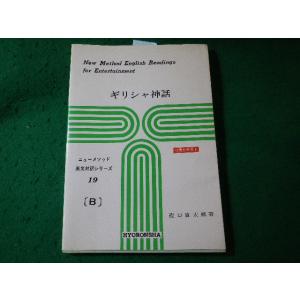 New Method English Readings
for Entertainment
ギリシャ神話
ニューメソッド
英文対訳シリーズ
19
〔B〕
HYORONSHA